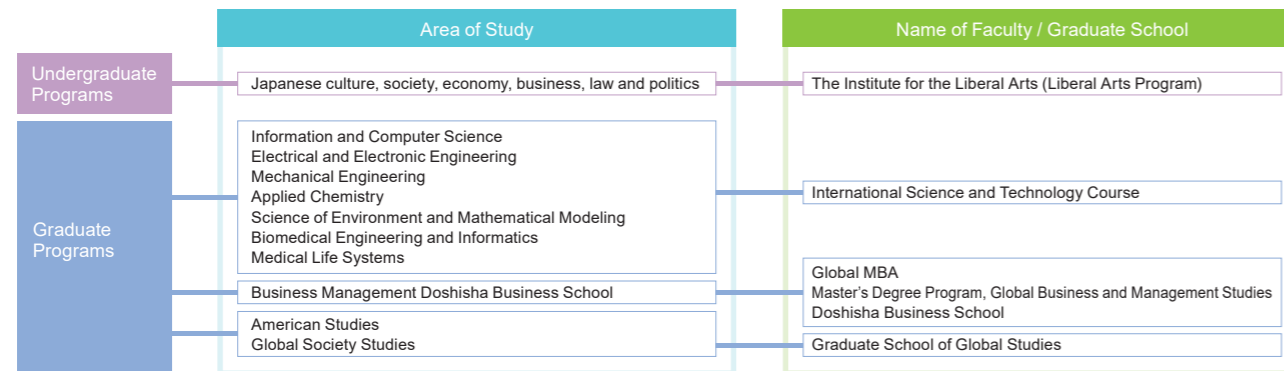 Area of Study
Name of Faculty / Graduate School
Undergraduate
Programs
Japanese culture, society, economy, business, law and politics
The Institute for the Liberal Arts (Liberal Arts Program)
Graduate
Programs
Information and Computer Science
Electrical and Electronic Engineering
Mechanical Engineering
Applied Chemistry
Science of Environment and Mathematical Modeling
Biomedical Engineering and Informatics
Medical Life Systems
International Science and Technology Course
Business Management Doshisha Business School
Global MBA
Master's Degree Program, Global Business and Management Studies
Doshisha Business School
American Studies
Global Society Studies
Graduate School of Global Studies